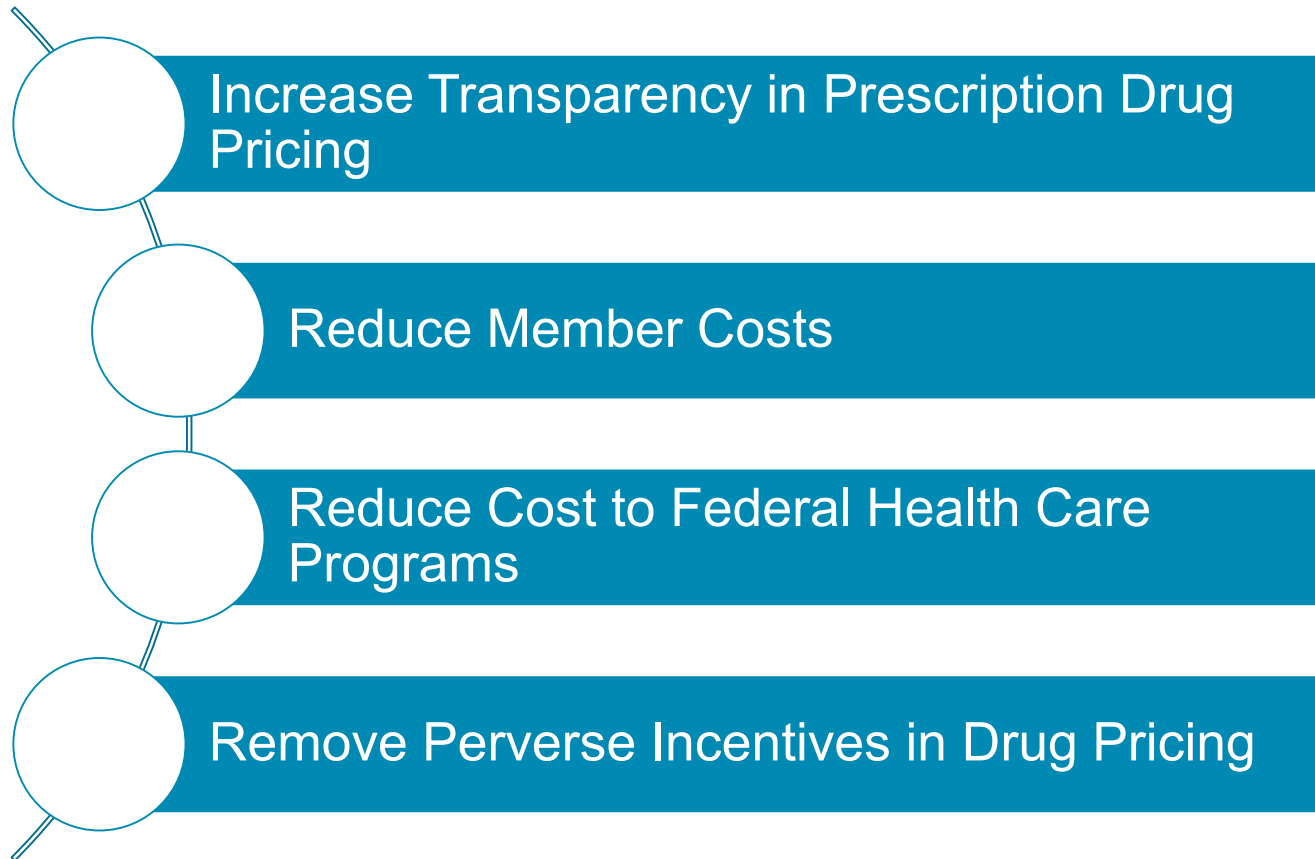 Increase Transparency in Prescription Drug
Pricing
Reduce Member Costs
Reduce Cost to Federal Health Care
Programs
Remove Perverse Incentives in Drug Pricing